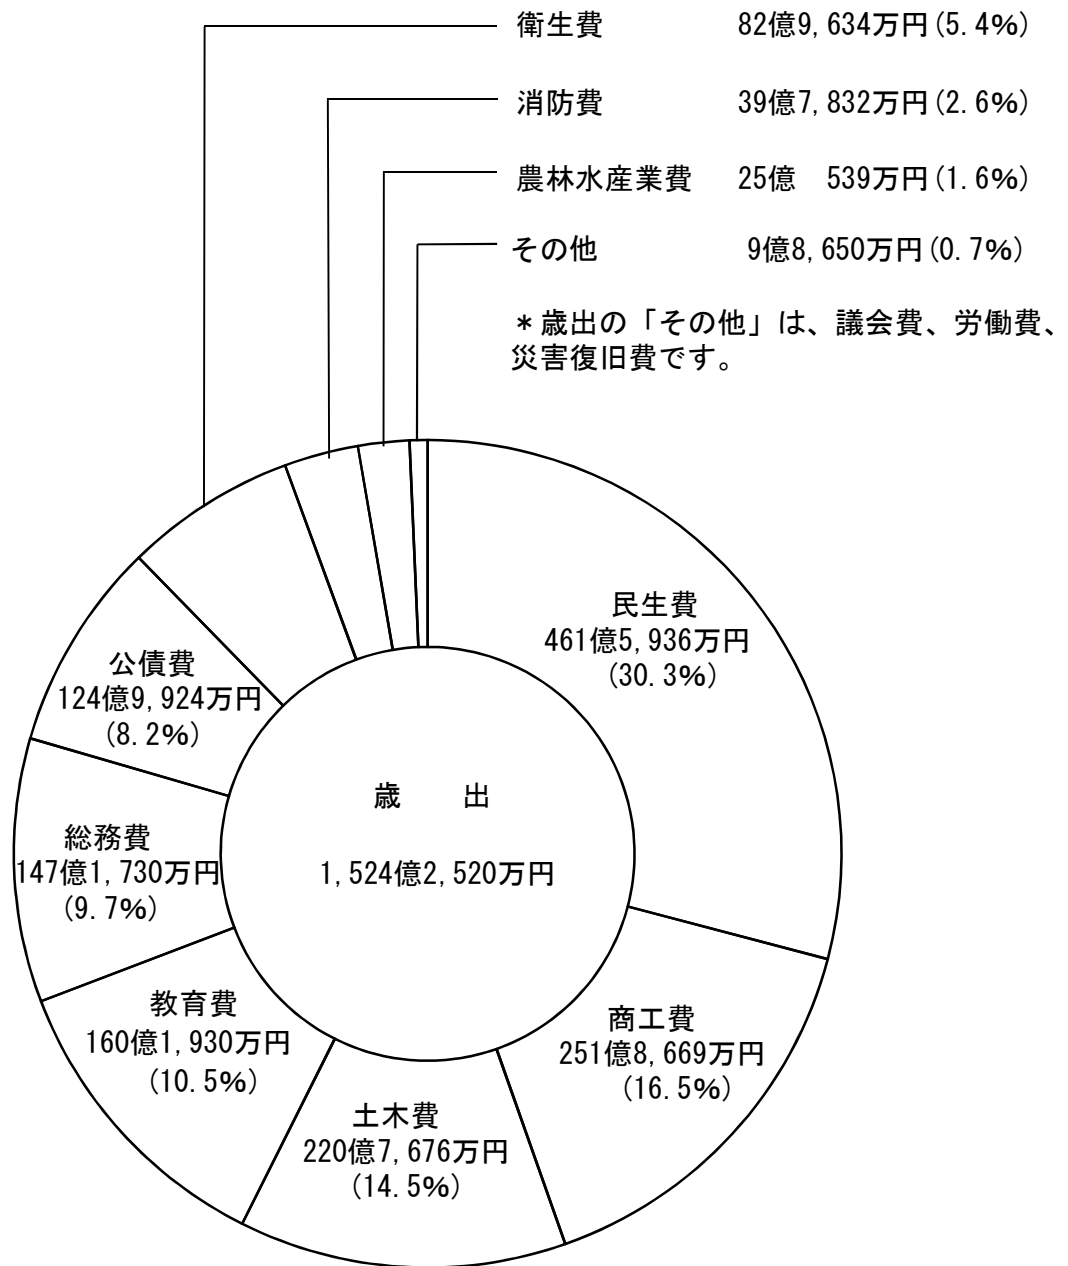 衛生費 82億9,634万円(5.4%)
消防費 39億7,832万円(2.6%)
農林水産業費 25億 539万円(1.6%)
その他 9億8,650万円(0.7%)
＊歳出の「その他」は、議会費、労働費、
災害復旧費です。
民生費
461億5,936万円
(30.3%)
公債費
124億9,924万円
(8.2%)
歳 出
1,524億2,520万円
総務費
147億1,730万円
(9.7%)
教育費
160億1,930万円
(10.5%)
商工費
251億8,669万円
(16.5%)
土木費
220億7,676万円
(14.5%)